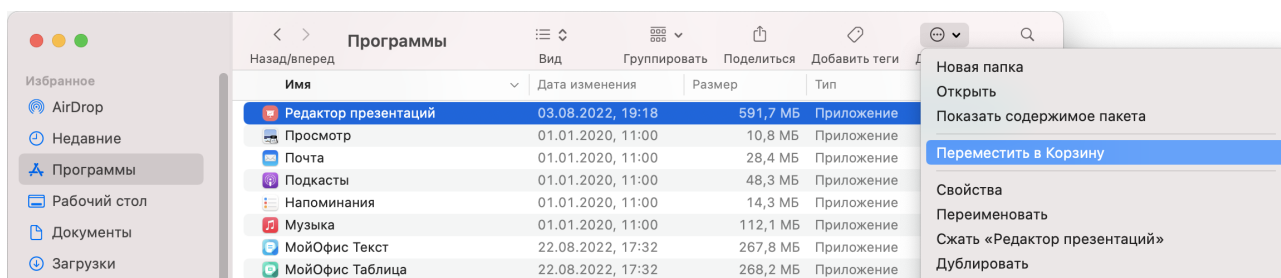 Программы
Назад/вперед
Вид
Группировать
Поделиться
Добавить теги
Избранное
AirDrop
Недавние
Программы
Рабочий стол
Документы
Загрузки
Имя Дата изменения Размер Тип
Редактор презентаций 03.08.2022, 19:18 591,7 МБ Приложение
Просмотр 01.01.2020, 11:00 10,8 МБ Приложение
Почта 01.01.2020, 11:00 28,4 МБ Приложение
Подкасты 01.01.2020, 11:00 48,3 МБ Приложение
Напоминания 01.01.2020, 11:00 14,3 МБ Приложение
Музыка 01.01.2020, 11:00 112,1 МБ Приложение
МойОфис Текст 22.08.2022, 17:32 267,8 МБ Приложение
МойОфис Таблица 22.08.2022, 17:32 268,2 МБ Приложение
Новая папка
Открыть
Показать содержимое пакета
Переместить в Корзину
Свойства
Переименовать
Сжать «Редактор презентаций»
Дублировать